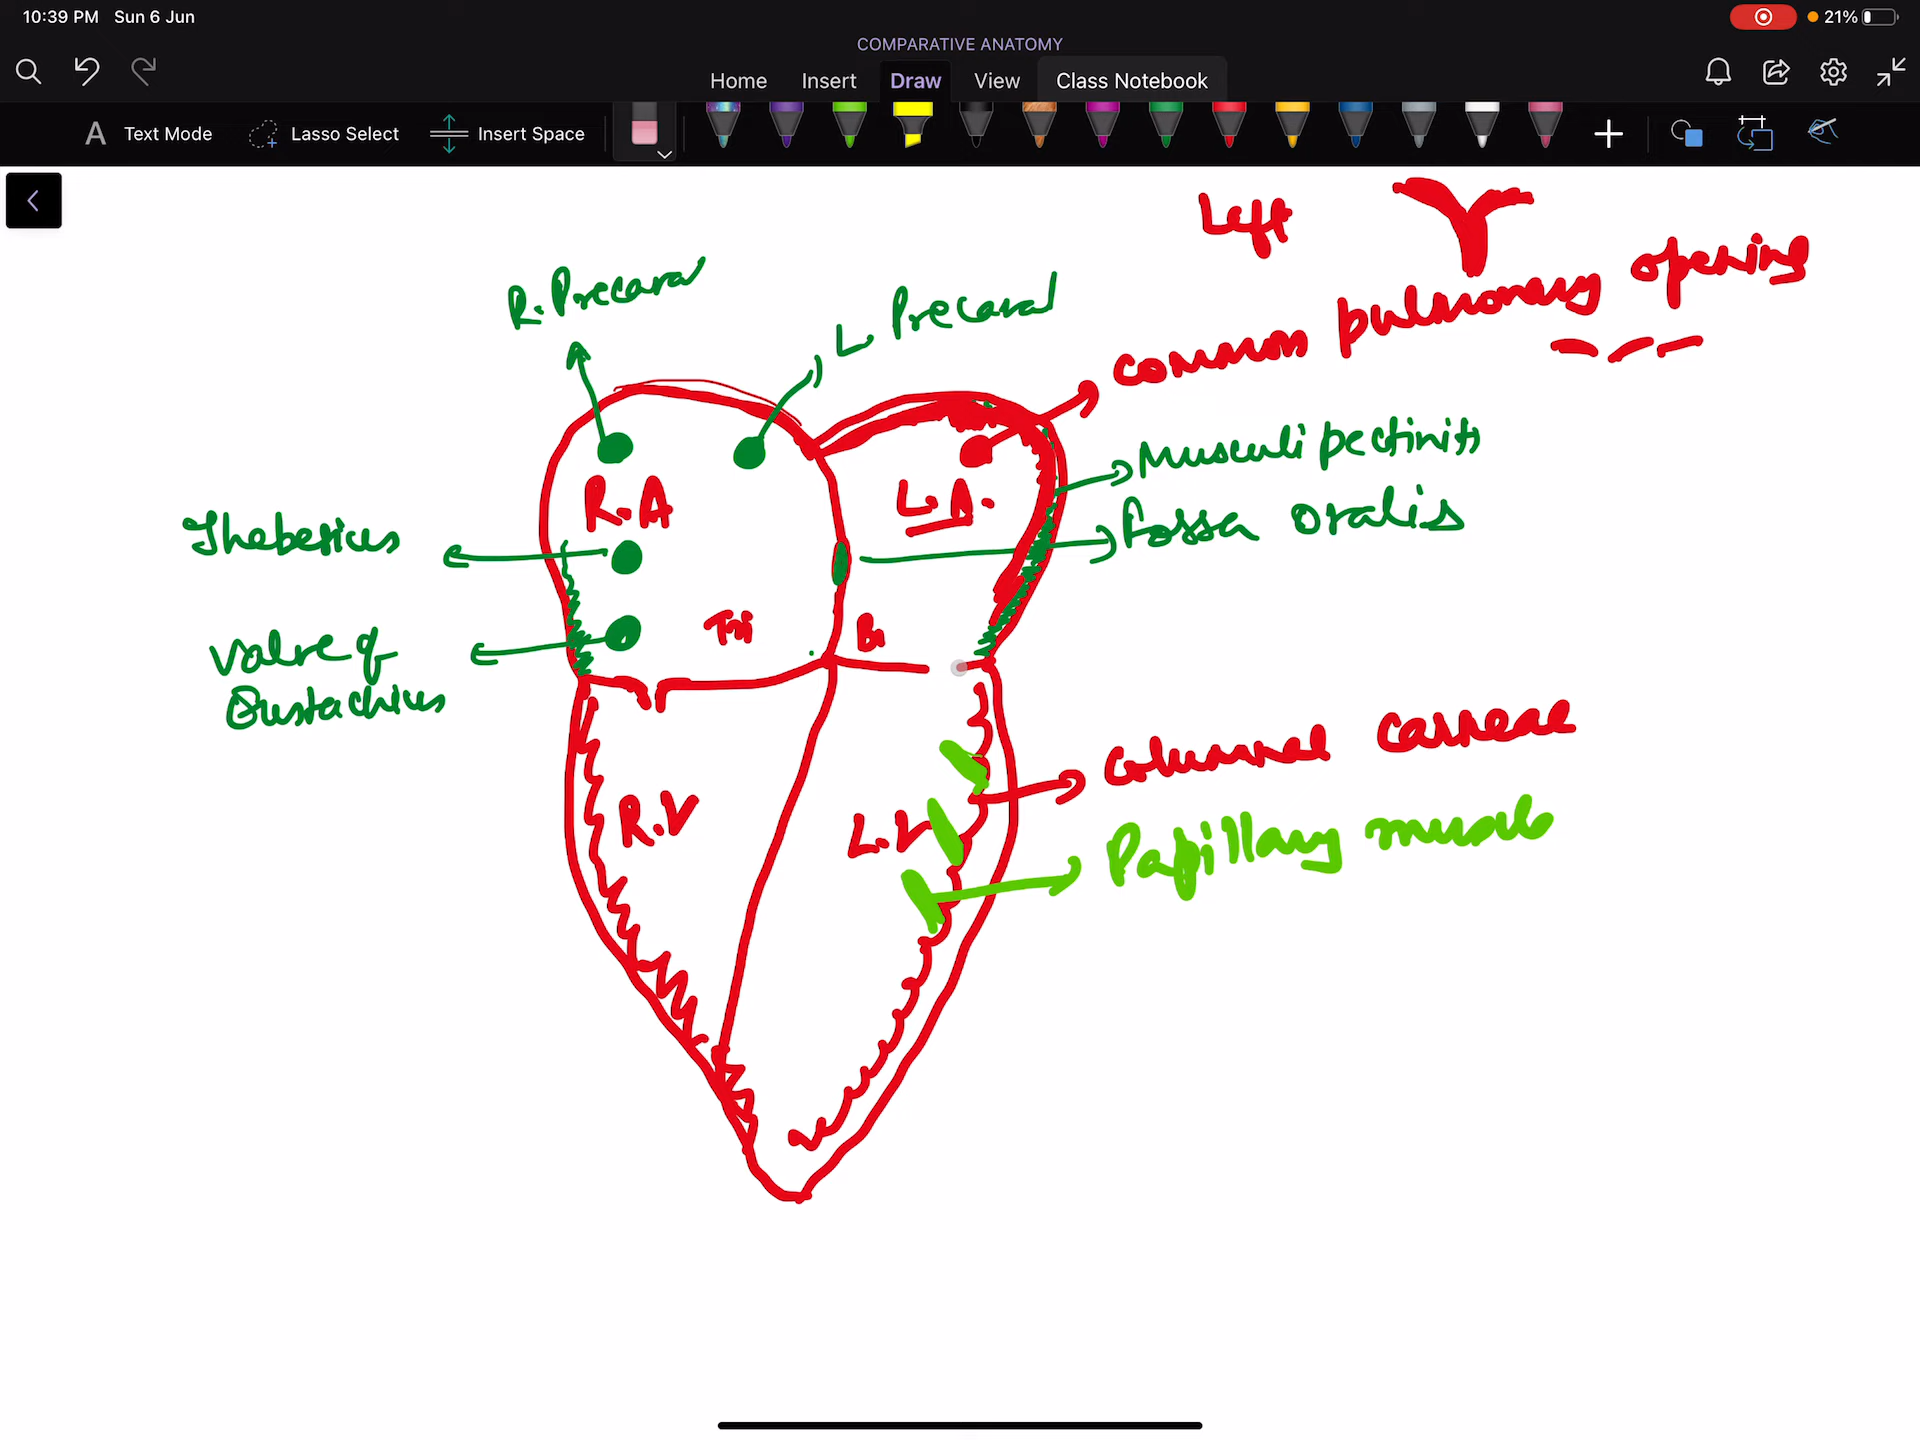 10:39 PM Sun 6 Jun
21%
COMPARATIVE ANATOMY
Home Insert Draw View Class Notebook
Text Mode Lasso Select Insert Space
Left
common pulmonary opening
R. Precaval
L. Precaval
Musculi pectiniti
Fossa ovalis
R.A
L.A.
Thebesicus
Valve of
Eustachius
Tri
Bi
R.V
L.V
Columnae carneae
Papillary muscle